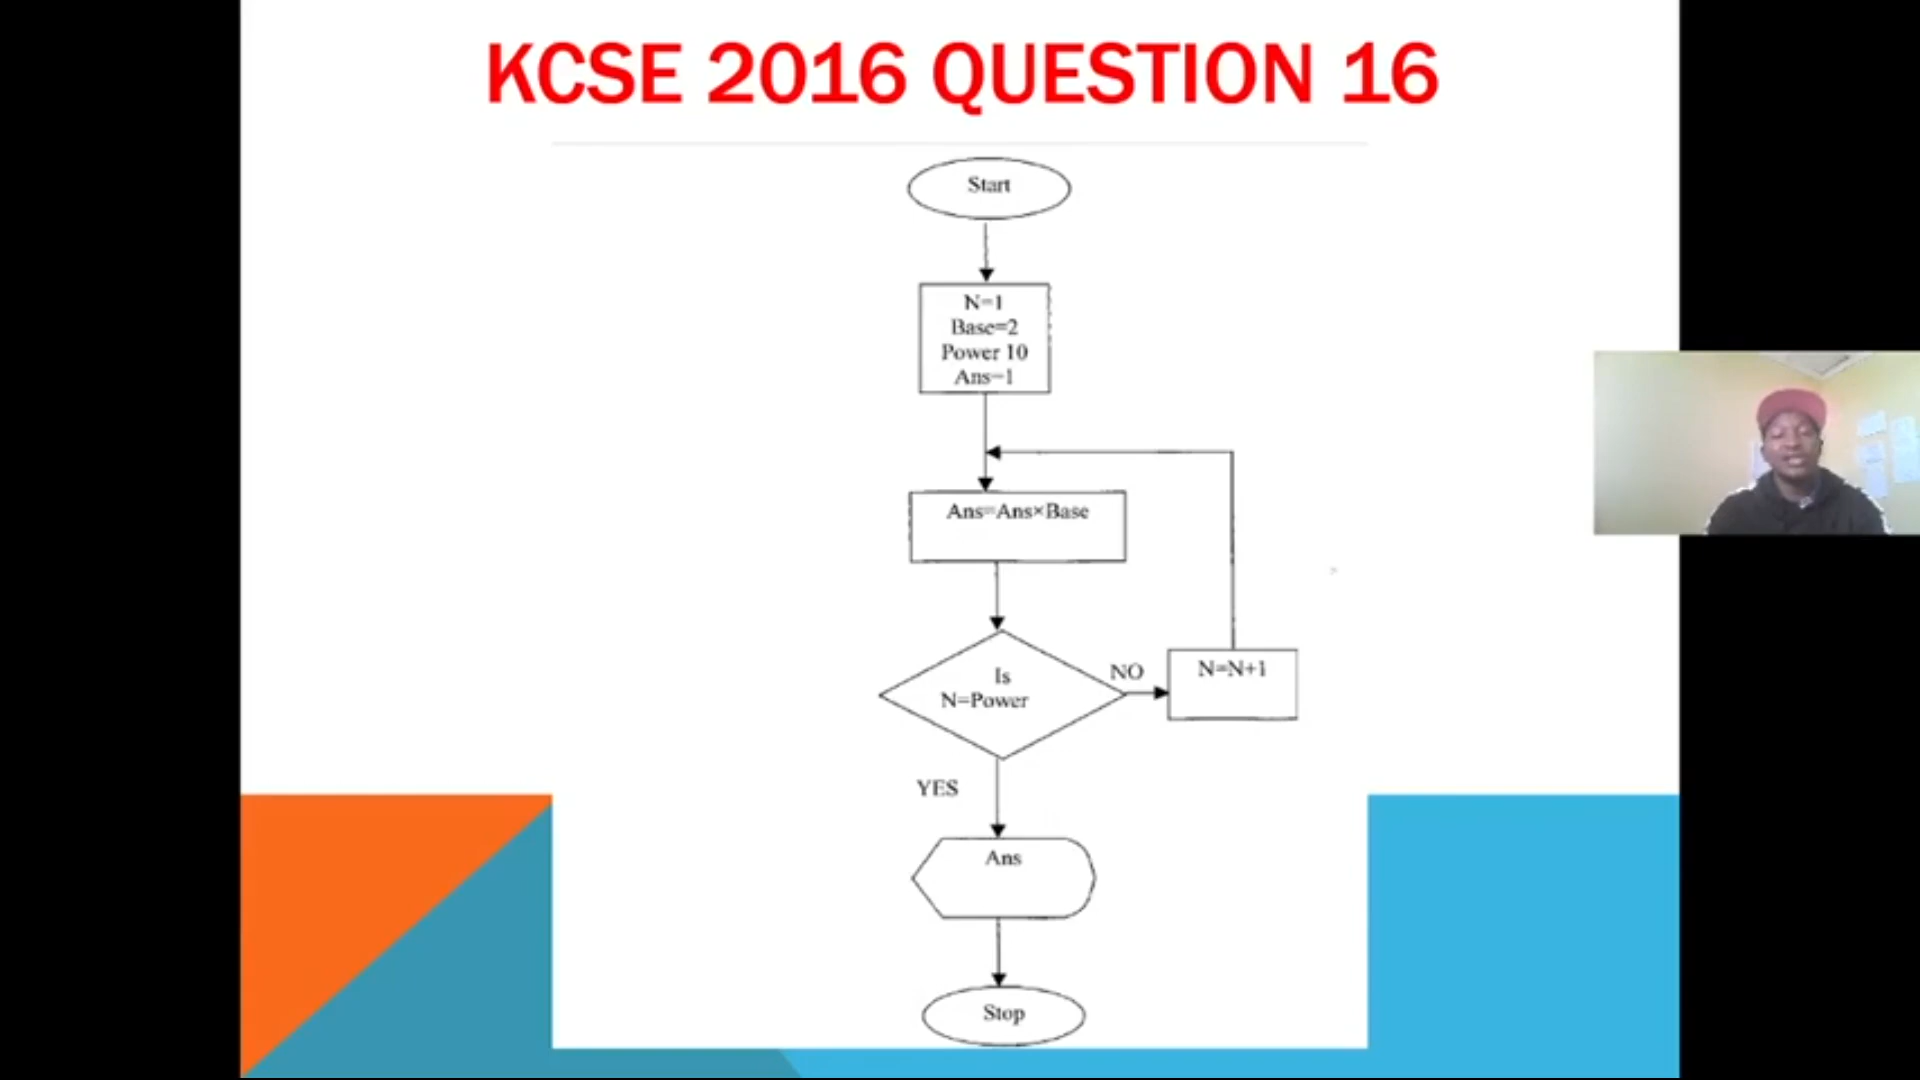 KCSE 2016 QUESTION 16
Start
N=1
Base=2
Power 10
Ans=1
Ans=Ans×Base
Is
N=Power
NO
N=N+1
YES
Ans
Stop